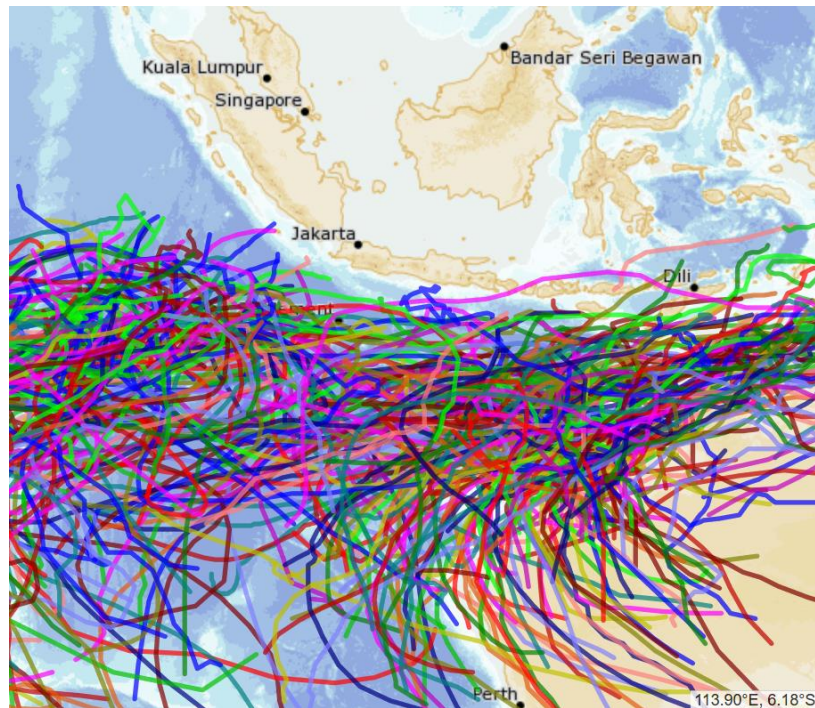 Bandar Seri Begawan
Kuala Lumpur
Singapore
Jakarta
Dili
Perth
113.90°E, 6.18°S